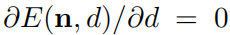 ∂E(n, d)/∂d = 0